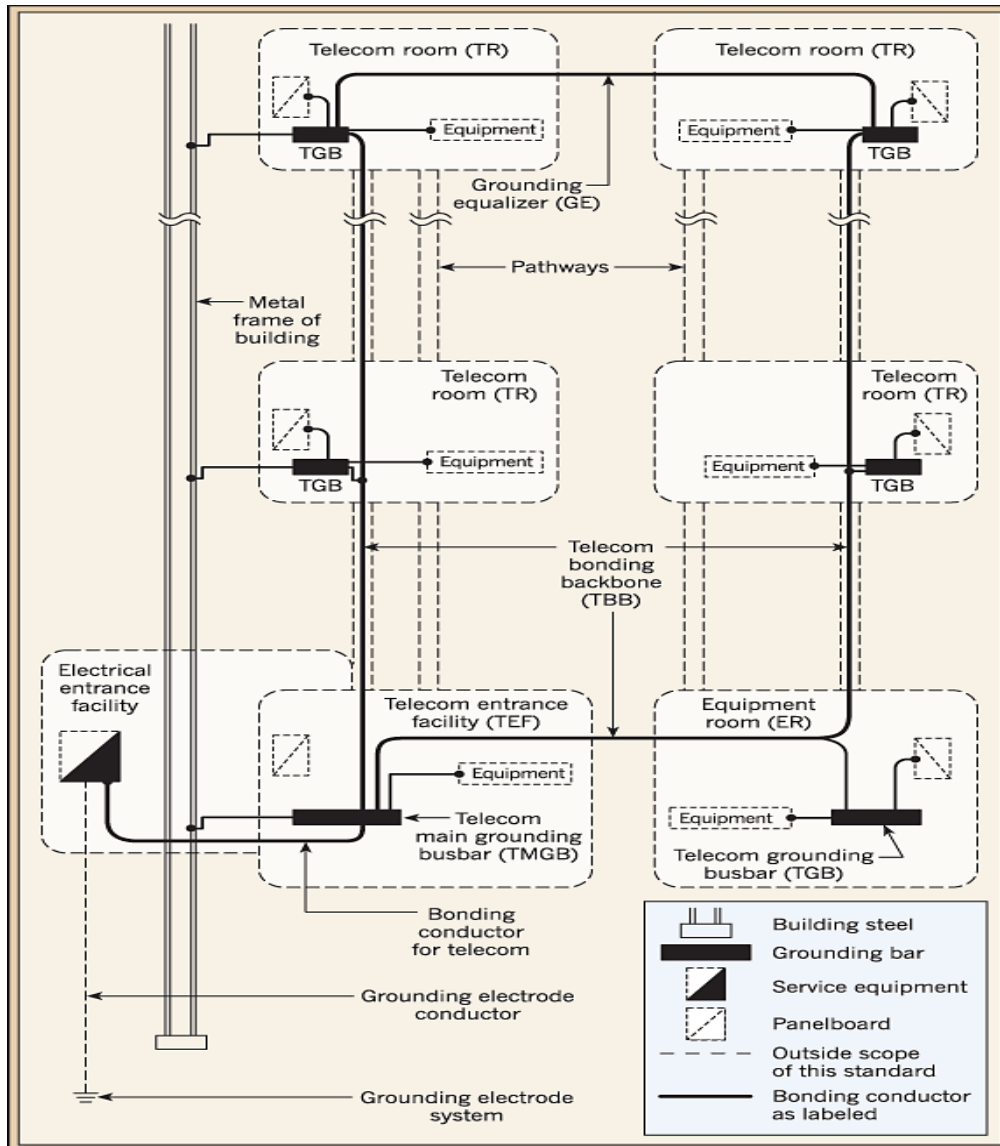 Telecom room (TR)
Telecom room (TR)
Equipment
Equipment
TGB
TGB
Grounding
equalizer (GE)
Pathways
Metal
frame of
building
Telecom
room (TR)
Telecom
room (TR)
Equipment
Equipment
TGB
TGB
Telecom
bonding
backbone
(TBB)
Electrical
entrance
facility
Telecom entrance
facility (TEF)
Equipment
room (ER)
Equipment
Telecom
main grounding
busbar (TMGB)
Equipment
Telecom grounding
busbar (TGB)
Bonding
conductor
for telecom
Grounding electrode
conductor
Grounding electrode
system
Building steel
Grounding bar
Service equipment
Panelboard
Outside scope
of this standard
Bonding conductor
as labeled